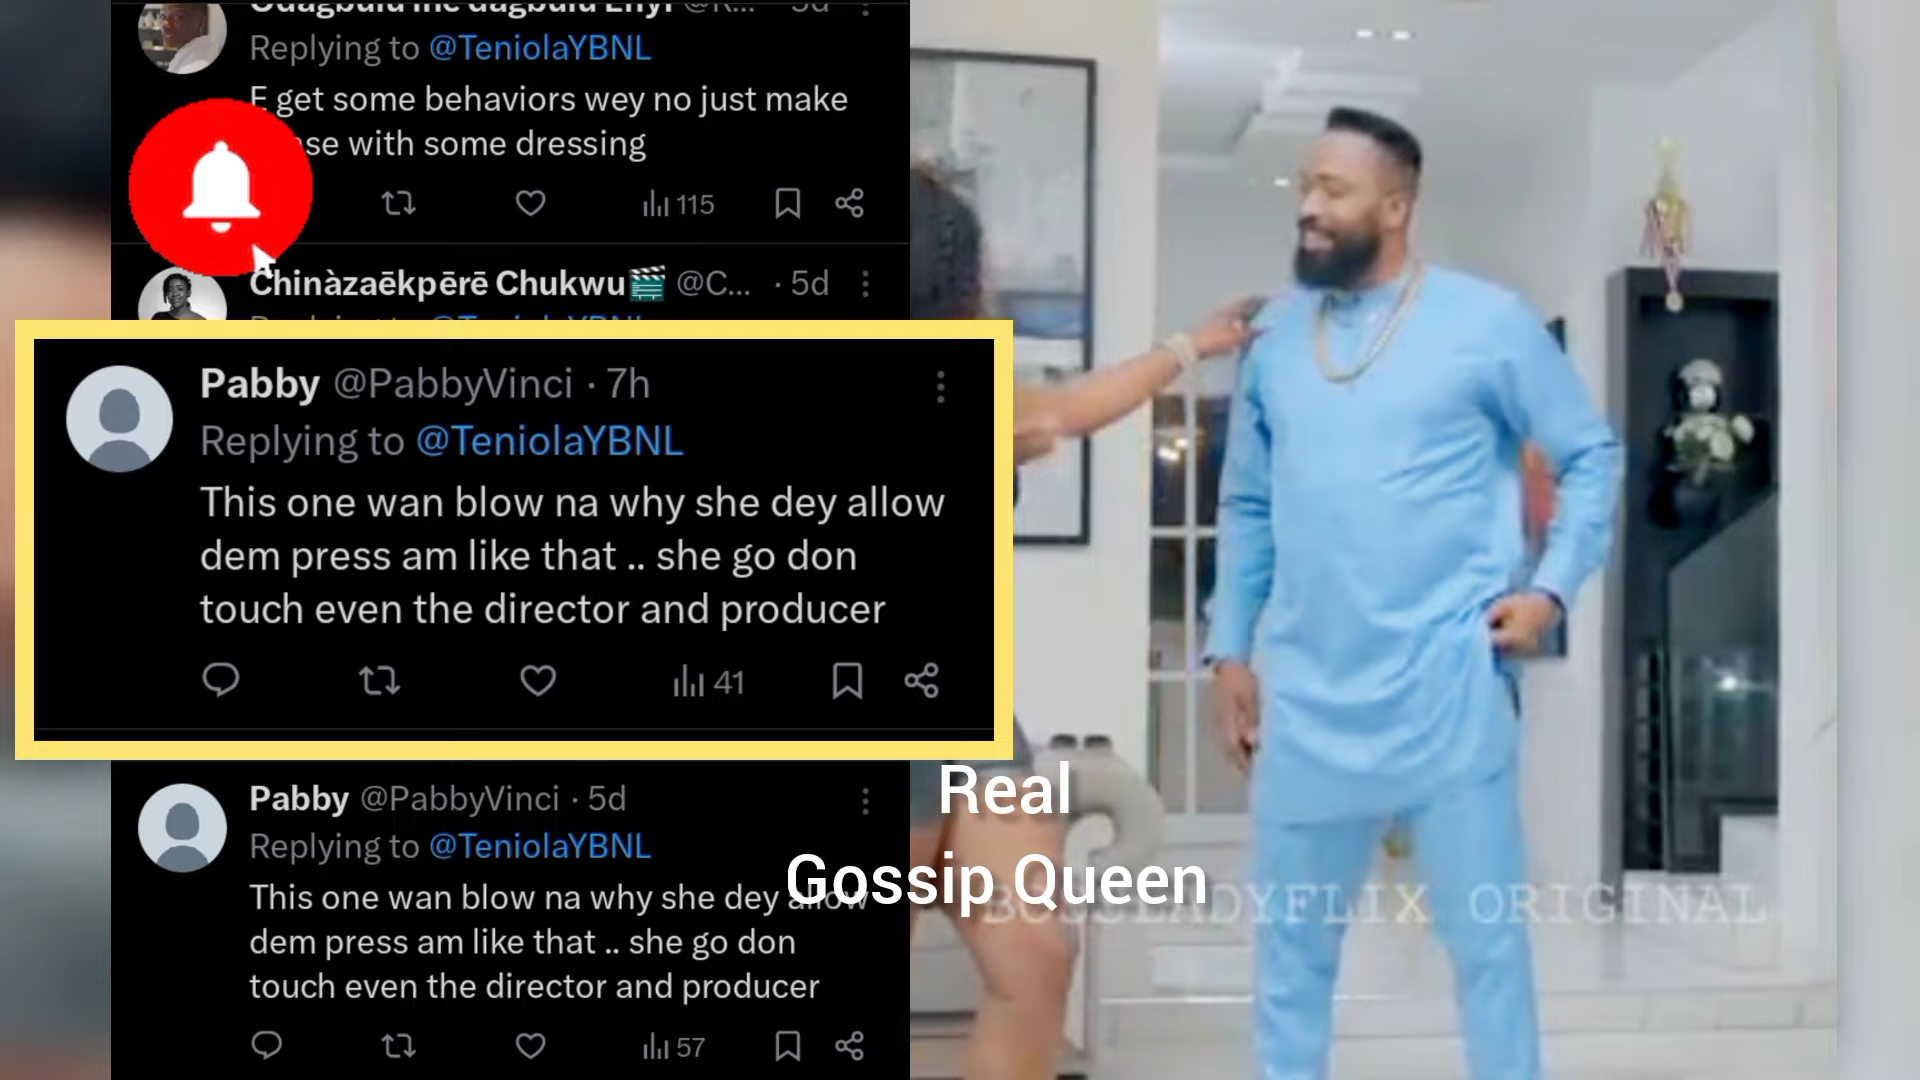 Replying to @TeniolaYBNL
E get some behaviors wey no just make
with some dressing
115
Chinàzaēkpērē Chukwu🎬 @C... · 5d
Pabby @PabbyVinci · 7h
Replying to @TeniolaYBNL
This one wan blow na why she dey allow
dem press am like that .. she go don
touch even the director and producer
41
Pabby @PabbyVinci · 5d
Replying to @TeniolaYBNL
This one wan blow na why she dey allow
dem press am like that .. she go don
touch even the director and producer
57
Real
Gossip Queen
BOSSLADYFLIX ORIGINAL